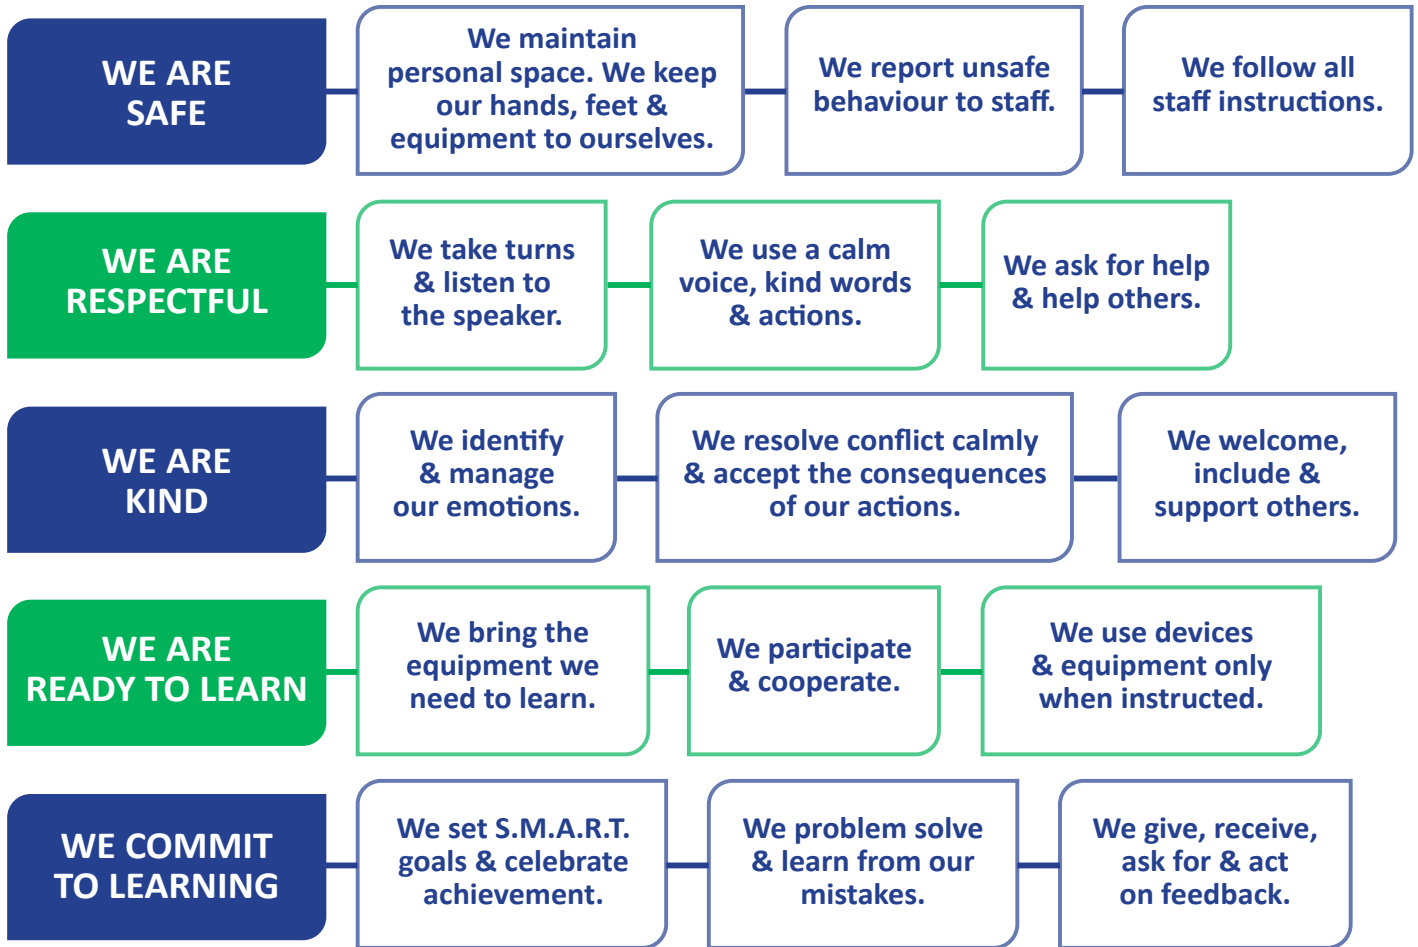 WE ARE
SAFE
We maintain
personal space. We keep
our hands, feet &
equipment to ourselves.
We report unsafe
behaviour to staff.
We follow all
staff instructions.
WE ARE
RESPECTFUL
We take turns
& listen to
the speaker.
We use a calm
voice, kind words
& actions.
We ask for help
& help others.
WE ARE
KIND
We identify
& manage
our emotions.
We resolve conflict calmly
& accept the consequences
of our actions.
We welcome,
include &
support others.
WE ARE
READY TO LEARN
We bring the
equipment we
need to learn.
We participate
& cooperate.
We use devices
& equipment only
when instructed.
WE COMMIT
TO LEARNING
We set S.M.A.R.T.
goals & celebrate
achievement.
We problem solve
& learn from our
mistakes.
We give, receive,
ask for & act
on feedback.